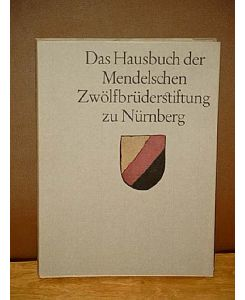 Das Hausbuch der
Mendelschen
Zwölfbrüderstiftung
zu Nürnberg